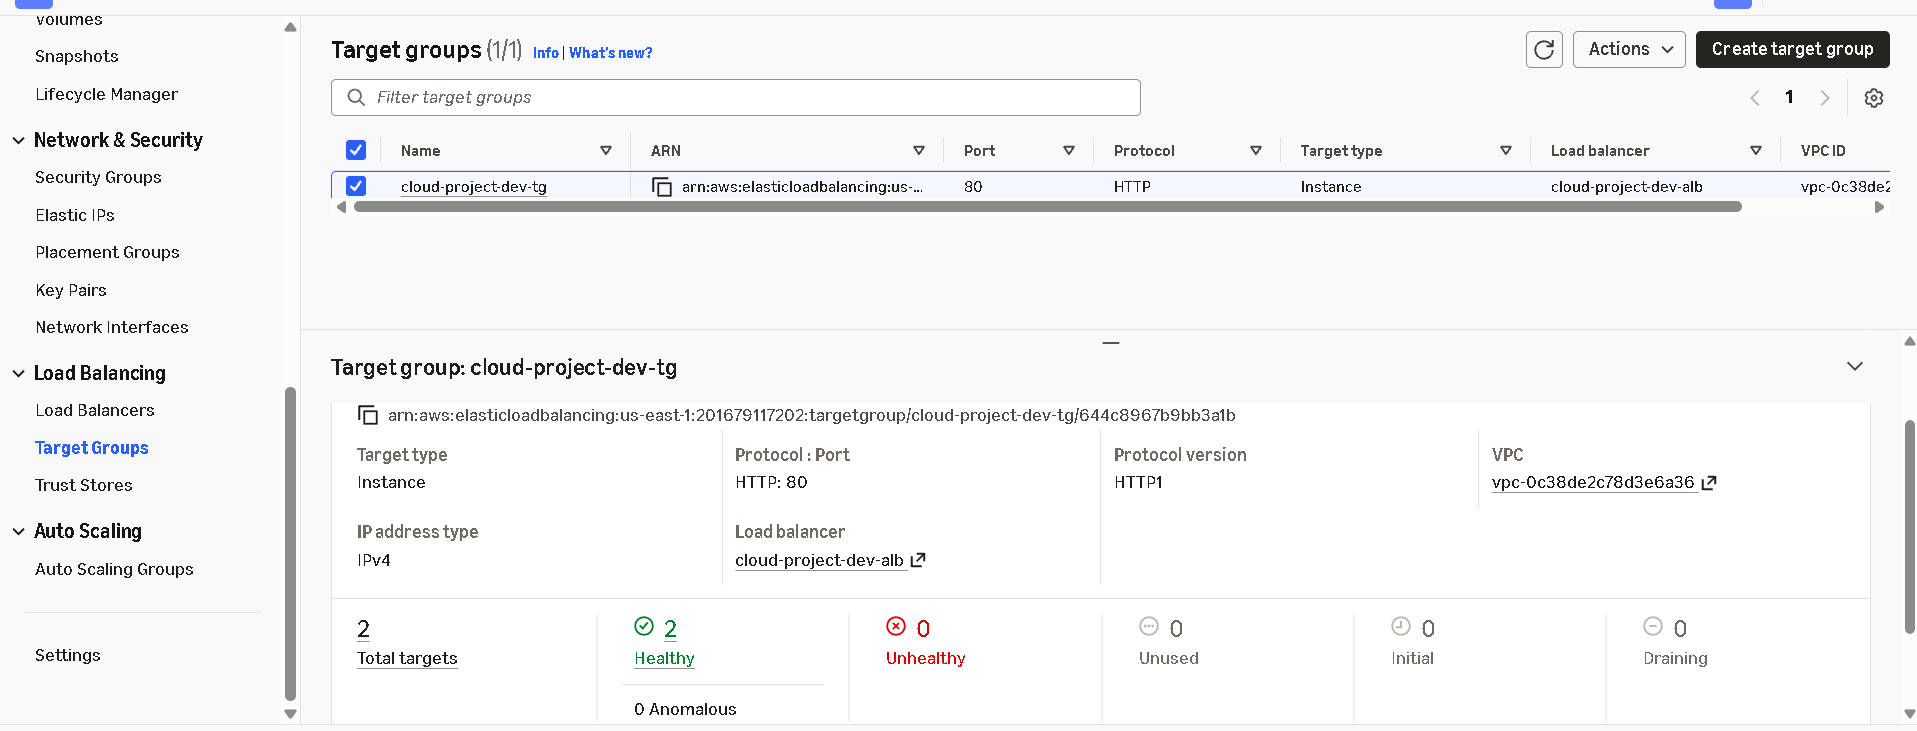 Volumes
Snapshots
Lifecycle Manager
Network & Security
Security Groups
Elastic IPs
Placement Groups
Key Pairs
Network Interfaces
Load Balancing
Load Balancers
Target Groups
Trust Stores
Auto Scaling
Auto Scaling Groups
Settings
Target groups (1/1) Info | What's new?
Actions
Create target group
Filter target groups
1
Name ARN Port Protocol Target type Load balancer VPC ID
cloud-project-dev-tg arn:aws:elasticloadbalancing:us-... 80 HTTP Instance cloud-project-dev-alb vpc-0c38de2
Target group: cloud-project-dev-tg
arn:aws:elasticloadbalancing:us-east-1:201679117202:targetgroup/cloud-project-dev-tg/644c8967b9bb3a1b
Target type Protocol : Port Protocol version VPC
Instance HTTP: 80 HTTP1 vpc-0c38de2c78d3e6a36
IP address type Load balancer
IPv4 cloud-project-dev-alb
2 2 0 0 0 0
Total targets Healthy Unhealthy Unused Initial Draining
0 Anomalous